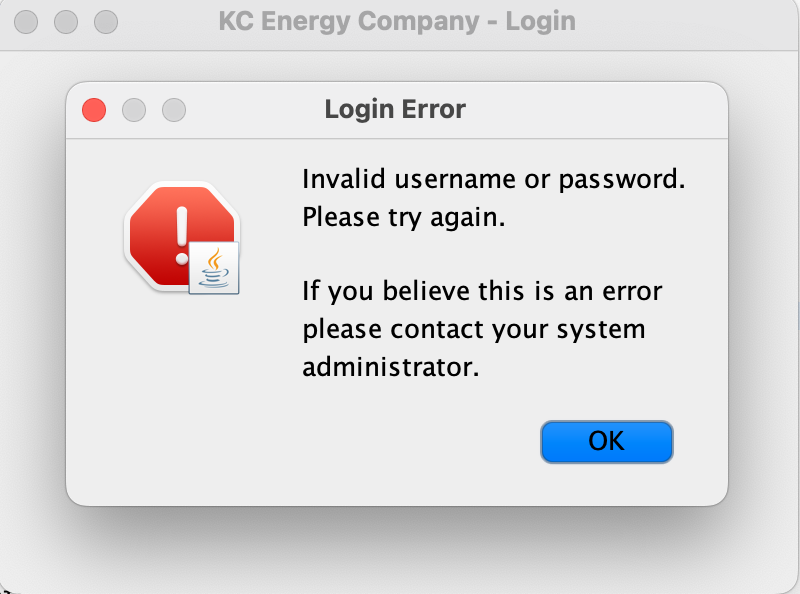 KC Energy Company - Login
Login Error
Invalid username or password.
Please try again.
If you believe this is an error
please contact your system
administrator.
OK